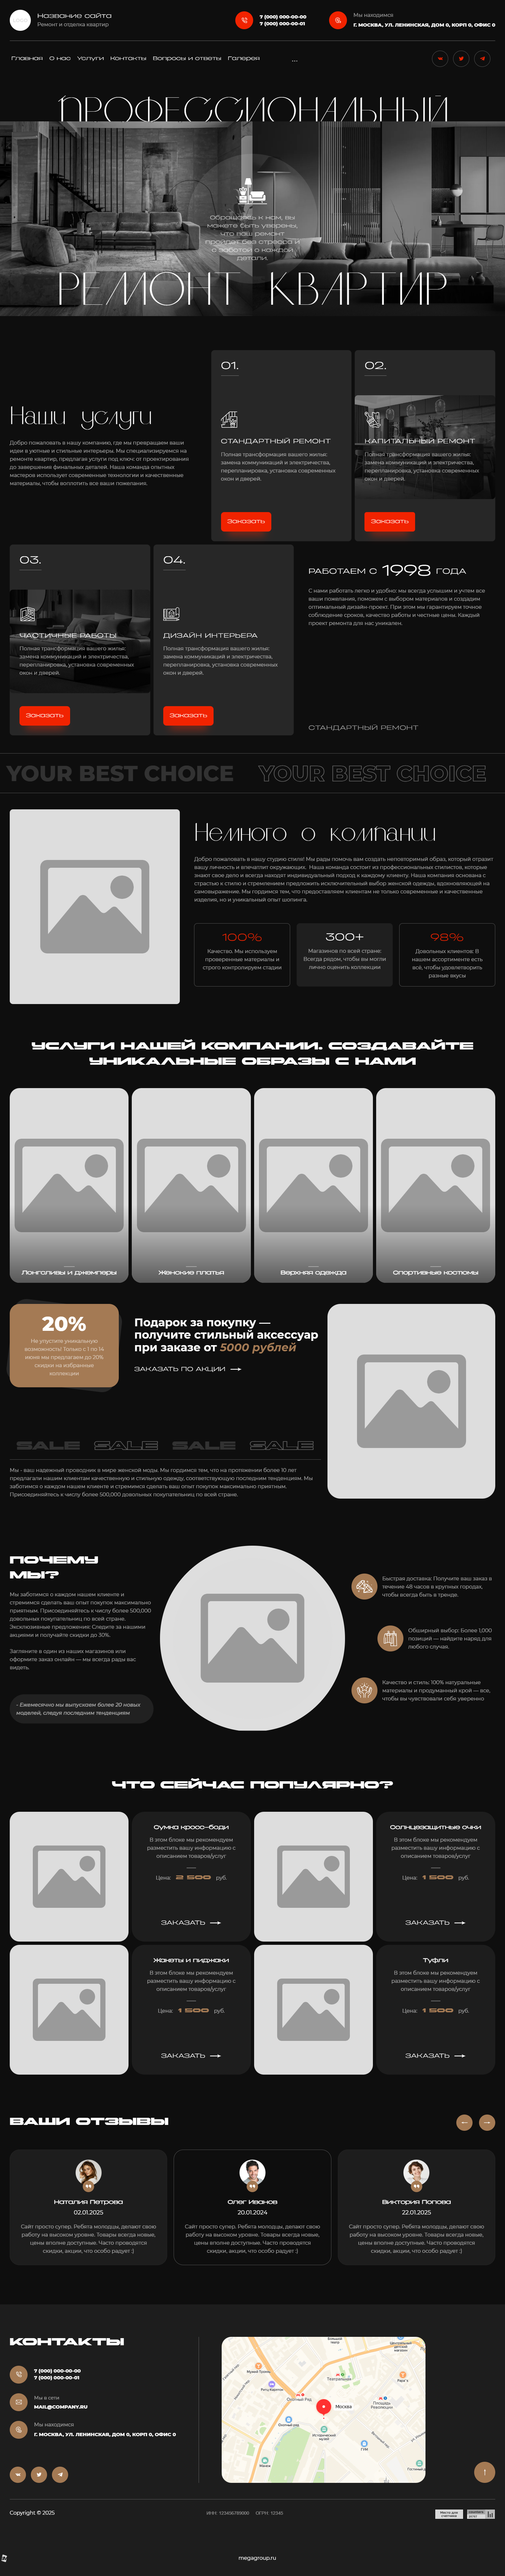 Название сайта
Ремонт и отделка квартир
7 (000) 000-00-00
7 (000) 000-00-01
Мы находимся
Г. МОСКВА, УЛ. ЛЕНИНСКАЯ, ДОМ 0, КОРП 0, ОФИС 0
Главная О нас Услуги Контакты Вопросы и ответы Галерея ...
ПРОФЕССИОНАЛЬНЫЙ
Обращаясь к нам, вы
можете быть уверены,
что ваш ремонт
пройдет без стресса и
с заботой о каждой
детали.
РЕМОНТ КВАРТИР
Наши услуги
Добро пожаловать в нашу компанию, где мы превращаем ваши
идеи в уютные и стильные интерьеры. Мы специализируемся на
ремонте квартир, предлагая услуги под ключ: от проектирования
до завершения финальных деталей. Наша команда опытных
мастеров использует современные технологии и качественные
материалы, чтобы воплотить все ваши пожелания.
01.
СТАНДАРТНЫЙ РЕМОНТ
Полная трансформация вашего жилья:
замена коммуникаций и электричества,
перепланировка, установка современных
окон и дверей.
Заказать
02.
КАПИТАЛЬНЫЙ РЕМОНТ
Полная трансформация вашего жилья:
замена коммуникаций и электричества,
перепланировка, установка современных
окон и дверей.
Заказать
03.
ЧАСТИЧНЫЕ РАБОТЫ
Полная трансформация вашего жилья:
замена коммуникаций и электричества,
перепланировка, установка современных
окон и дверей.
Заказать
04.
ДИЗАЙН ИНТЕРЬЕРА
Полная трансформация вашего жилья:
замена коммуникаций и электричества,
перепланировка, установка современных
окон и дверей.
Заказать
РАБОТАЕМ С 1998 ГОДА
С нами работать легко и удобно: мы всегда услышим и учтем все
ваши пожелания, поможем с выбором материалов и создадим
оптимальный дизайн-проект. При этом мы гарантируем точное
соблюдение сроков, качество работы и честные цены. Каждый
проект ремонта для нас уникален.
СТАНДАРТНЫЙ РЕМОНТ
YOUR BEST CHOICE YOUR BEST CHOICE
Немного о компании
Добро пожаловать в нашу студию стиля! Мы рады помочь вам создать неповторимый образ, который отразит
вашу личность и впечатлит окружающих. Наша команда состоит из профессиональных стилистов, которые
знают свое дело и всегда находят индивидуальный подход к каждому клиенту. Наша компания основана с
страстью к стилю и стремлением предложить исключительный выбор женской одежды, вдохновляющей на
самовыражение. Мы гордимся тем, что предоставляем клиентам не только современные и качественные
изделия, но и уникальный опыт шопинга.
100%
Качество. Мы используем
проверенные материалы и
строго контролируем стадии
300+
Магазинов по всей стране:
Всегда рядом, чтобы вы могли
лично оценить коллекции
98%
Довольных клиентов: В
нашем ассортименте есть
всё, чтобы удовлетворить
разные вкусы
УСЛУГИ НАШЕЙ КОМПАНИИ. СОЗДАВАЙТЕ
УНИКАЛЬНЫЕ ОБРАЗЫ С НАМИ
Лонгсливы и джемперы
Женские платья
Верхняя одежда
Спортивные костюмы
20%
Не упустите уникальную
возможность! Только с 1 по 14
июня мы предлагаем до 20%
скидки на избранные
коллекции
Подарок за покупку —
получите стильный аксессуар
при заказе от 5000 рублей
ЗАКАЗАТЬ ПО АКЦИИ
SALE SALE SALE SALE
Мы - ваш надежный проводник в мире женской моды. Мы гордимся тем, что на протяжении более 10 лет
предлагали нашим клиентам качественную и стильную одежду, соответствующую последним тенденциям. Мы
заботимся о каждом нашем клиенте и стремимся сделать ваш опыт покупок максимально приятным.
Присоединяйтесь к числу более 500,000 довольных покупательниц по всей стране.
ПОЧЕМУ
МЫ?
Мы заботимся о каждом нашем клиенте и
стремимся сделать ваш опыт покупок максимально
приятным. Присоединяйтесь к числу более 500,000
довольных покупательниц по всей стране.
Эксклюзивные предложения: Следите за нашими
акциями и получайте скидки до 30%.
Загляните в один из наших магазинов или
оформите заказ онлайн — мы всегда рады вас
видеть.
- Ежемесячно мы выпускаем более 20 новых
моделей, следуя последним тенденциям
Быстрая доставка: Получите ваш заказ в
течение 48 часов в крупных городах,
чтобы всегда быть в тренде.
Обширный выбор: Более 1,000
позиций — найдите наряд для
любого случая.
Качество и стиль: 100% натуральные
материалы и продуманный крой — все,
чтобы вы чувствовали себя уверенно
ЧТО СЕЙЧАС ПОПУЛЯРНО?
Сумка кросс-боди
В этом блоке мы рекомендуем
разместить вашу информацию с
описанием товаров/услуг
Цена: 2 500 руб.
ЗАКАЗАТЬ
Солнцезащитные очки
В этом блоке мы рекомендуем
разместить вашу информацию с
описанием товаров/услуг
Цена: 1 500 руб.
ЗАКАЗАТЬ
Жакеты и пиджаки
В этом блоке мы рекомендуем
разместить вашу информацию с
описанием товаров/услуг
Цена: 1 500 руб.
ЗАКАЗАТЬ
Туфли
В этом блоке мы рекомендуем
разместить вашу информацию с
описанием товаров/услуг
Цена: 1 500 руб.
ЗАКАЗАТЬ
ВАШИ ОТЗЫВЫ
Наталия Петрова
02.01.2025
Сайт просто супер. Ребята молодцы, делают свою
работу на высоком уровне. Товары всегда новые,
цены вполне доступные. Часто проводятся
скидки, акции, что особо радует :)
Олег Иванов
20.01.2024
Сайт просто супер. Ребята молодцы, делают свою
работу на высоком уровне. Товары всегда новые,
цены вполне доступные. Часто проводятся
скидки, акции, что особо радует :)
Виктория Попова
22.01.2025
Сайт просто супер. Ребята молодцы, делают свою
работу на высоком уровне. Товары всегда новые,
цены вполне доступные. Часто проводятся
скидки, акции, что особо радует :)
КОНТАКТЫ
7 (000) 000-00-00
7 (000) 000-00-01
Мы в сети
MAIL@COMPANY.RU
Мы находимся
Г. МОСКВА, УЛ. ЛЕНИНСКАЯ, ДОМ 0, КОРП 0, ОФИС 0
Театральная
Охотный Ряд
Москва
Площадь
Революции
Исторический
музей
ГУМ
Copyright © 2025
ИНН: 123456789000 ОГРН: 12345
Место для
счетчика
megagroup.ru